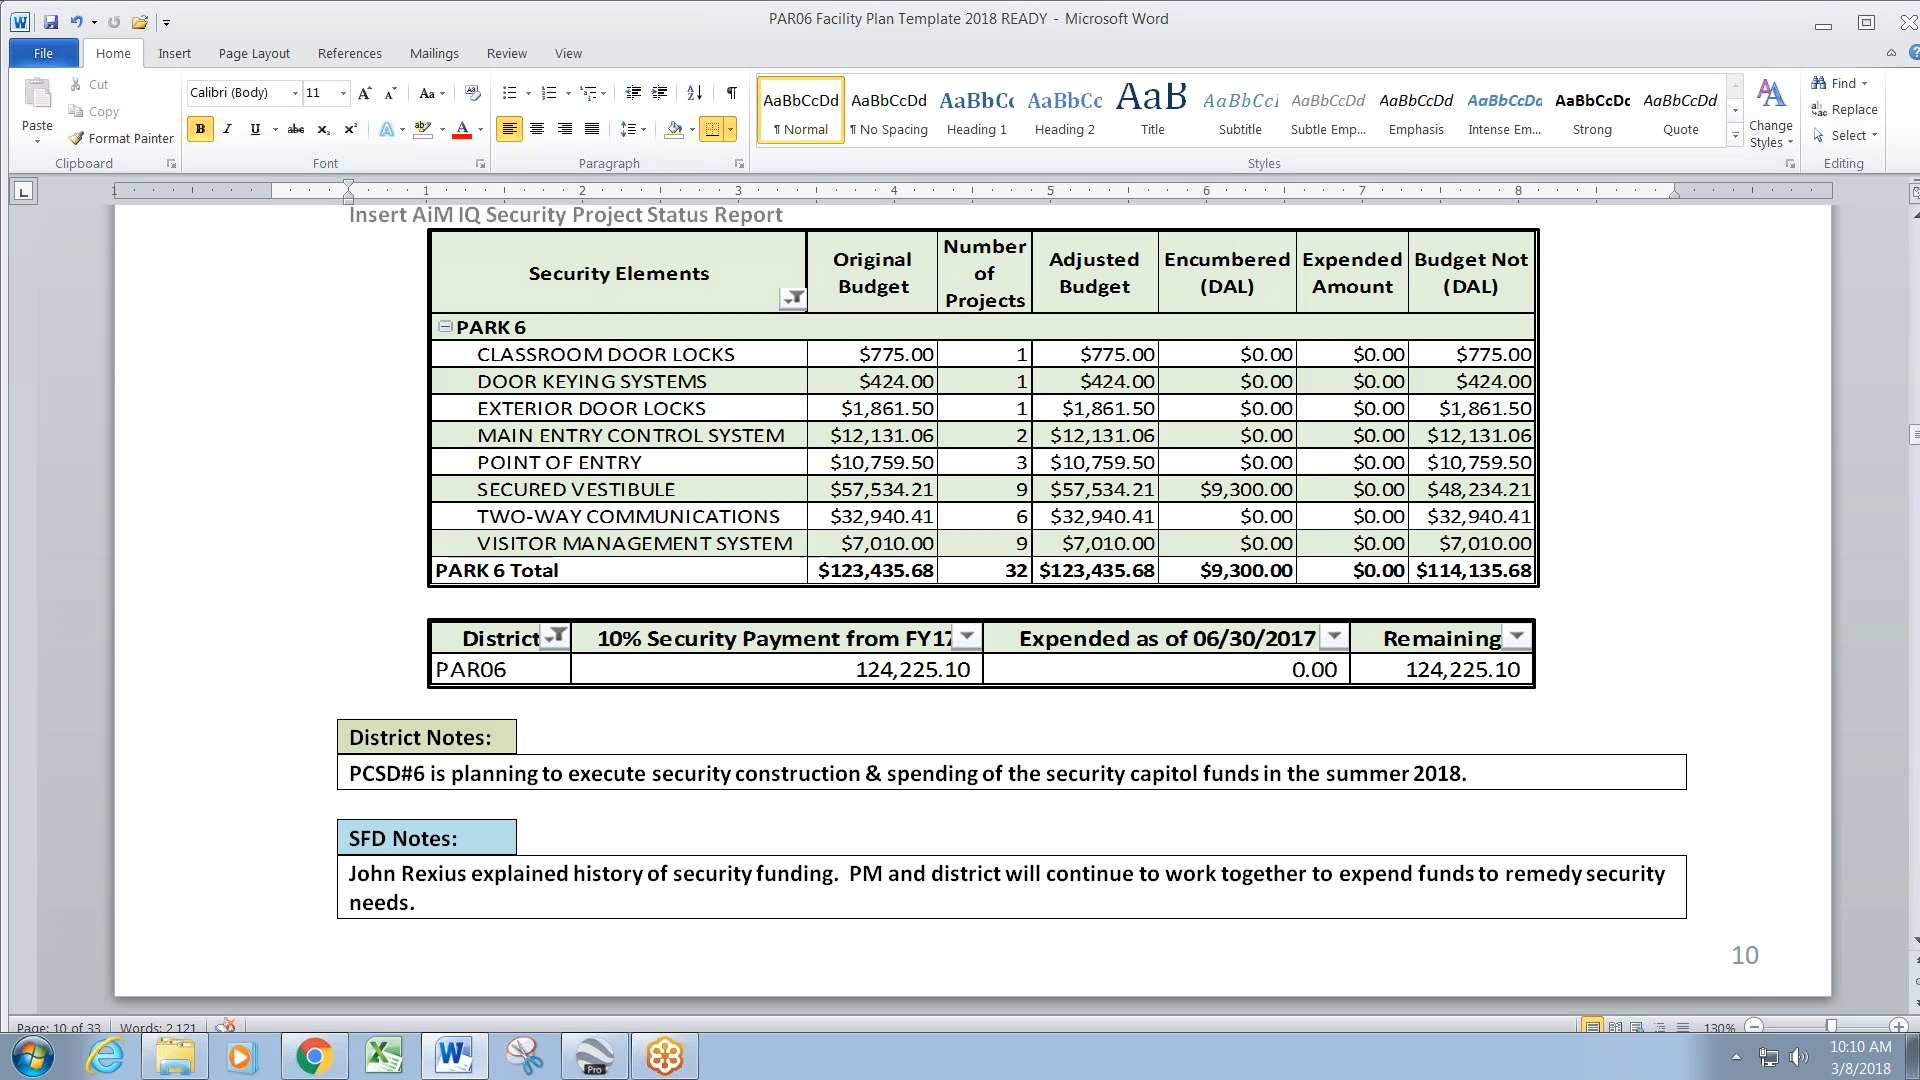 PAR06 Facility Plan Template 2018 READY - Microsoft Word
File Home Insert Page Layout References Mailings Review View
Paste
Cut
Copy
Format Painter
Clipboard
Calibri (Body) 11
Font
Paragraph
AaBbCcDd AaBbCcDd AaBbCc AaBbCc AaB AaBbCcI AaBbCcDd AaBbCcDd AaBbCcDd AaBbCcDc AaBbCcDd
¶ Normal ¶ No Spacing Heading 1 Heading 2 Title Subtitle Subtle Emp... Emphasis Intense Em... Strong Quote
Styles
Change
Styles
Find
Replace
Select
Editing
1 1 2 3 4 5 6 7 8
Insert AiM IQ Security Project Status Report
Security Elements Original Budget Number of Projects Adjusted Budget Encumbered (DAL) Expended Amount Budget Not (DAL)
PARK 6
CLASSROOM DOOR LOCKS $775.00 1 $775.00 $0.00 $0.00 $775.00
DOOR KEYING SYSTEMS $424.00 1 $424.00 $0.00 $0.00 $424.00
EXTERIOR DOOR LOCKS $1,861.50 1 $1,861.50 $0.00 $0.00 $1,861.50
MAIN ENTRY CONTROL SYSTEM $12,131.06 2 $12,131.06 $0.00 $0.00 $12,131.06
POINT OF ENTRY $10,759.50 3 $10,759.50 $0.00 $0.00 $10,759.50
SECURED VESTIBULE $57,534.21 9 $57,534.21 $9,300.00 $0.00 $48,234.21
TWO-WAY COMMUNICATIONS $32,940.41 6 $32,940.41 $0.00 $0.00 $32,940.41
VISITOR MANAGEMENT SYSTEM $7,010.00 9 $7,010.00 $0.00 $0.00 $7,010.00
PARK 6 Total $123,435.68 32 $123,435.68 $9,300.00 $0.00 $114,135.68
District 10% Security Payment from FY17 Expended as of 06/30/2017 Remaining
PAR06 124,225.10 0.00 124,225.10
District Notes:
PCSD#6 is planning to execute security construction & spending of the security capitol funds in the summer 2018.
SFD Notes:
John Rexius explained history of security funding.  PM and district will continue to work together to expend funds to remedy security
needs.
10
Page: 10 of 33 Words: 2,121 130%
Pro
10:10 AM
3/8/2018